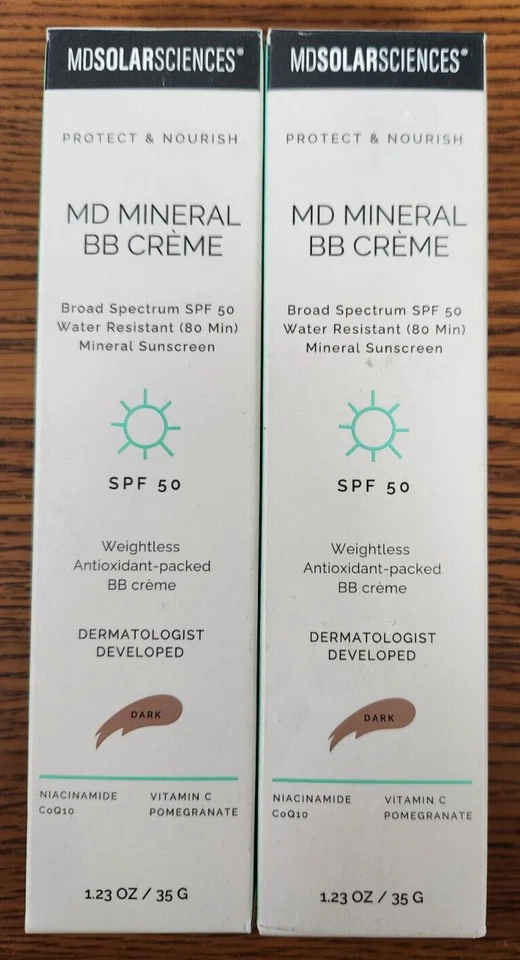 MDSOLARSCIENCES®
PROTECT & NOURISH
MD MINERAL
BB CRÈME
Broad Spectrum SPF 50
Water Resistant (80 Min)
Mineral Sunscreen
SPF 50
Weightless
Antioxidant-packed
BB crème
DERMATOLOGIST
DEVELOPED
DARK
NIACINAMIDE VITAMIN C
CoQ10 POMEGRANATE
1.23 OZ / 35 G
MDSOLARSCIENCES®
PROTECT & NOURISH
MD MINERAL
BB CRÈME
Broad Spectrum SPF 50
Water Resistant (80 Min)
Mineral Sunscreen
SPF 50
Weightless
Antioxidant-packed
BB crème
DERMATOLOGIST
DEVELOPED
DARK
NIACINAMIDE VITAMIN C
CoQ10 POMEGRANATE
1.23 OZ / 35 G